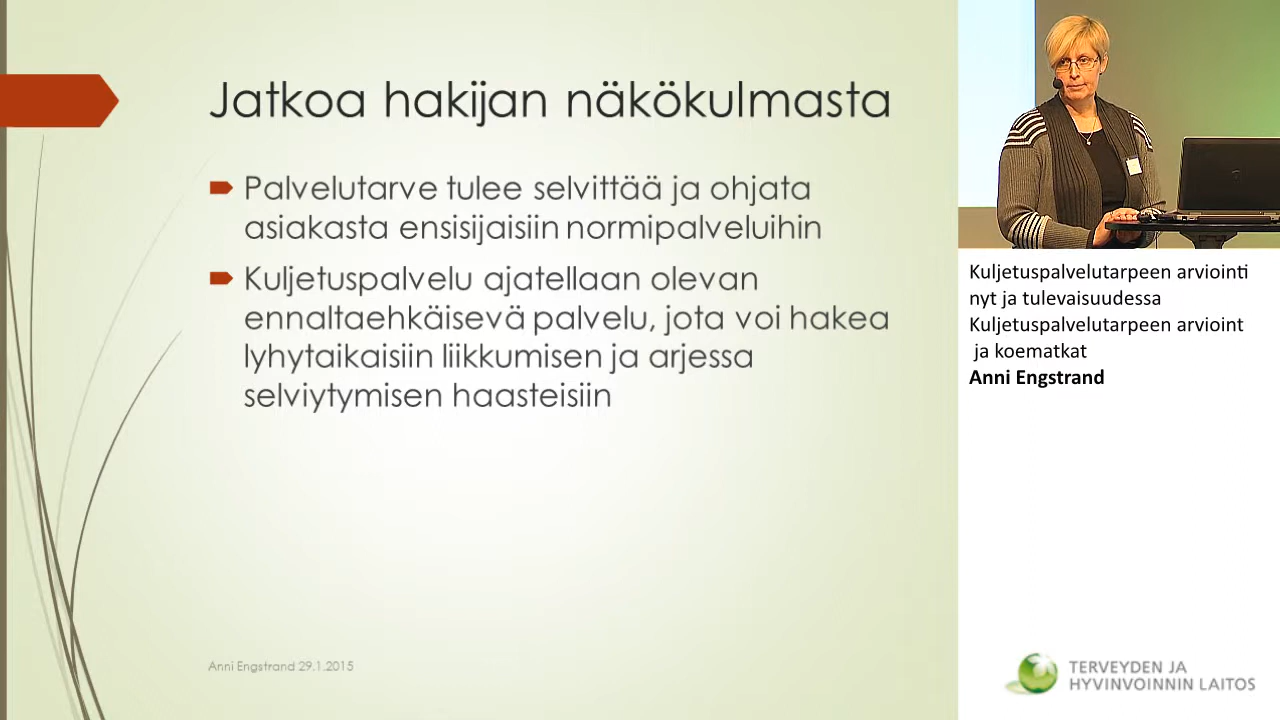 Jatkoa hakijan näkökulmasta
Palvelutarve tulee selvittää ja ohjata
asiakasta ensisijaisiin normipalveluihin
Kuljetuspalvelu ajatellaan olevan
ennaltaehkäisevä palvelu, jota voi hakea
lyhytaikaisiin liikkumisen ja arjessa
selviytymisen haasteisiin
Anni Engstrand 29.1.2015
Kuljetuspalvelutarpeen arviointi
nyt ja tulevaisuudessa
Kuljetuspalvelutarpeen arvioint
ja koematkat
Anni Engstrand
TERVEYDEN JA
HYVINVOINNIN LAITOS